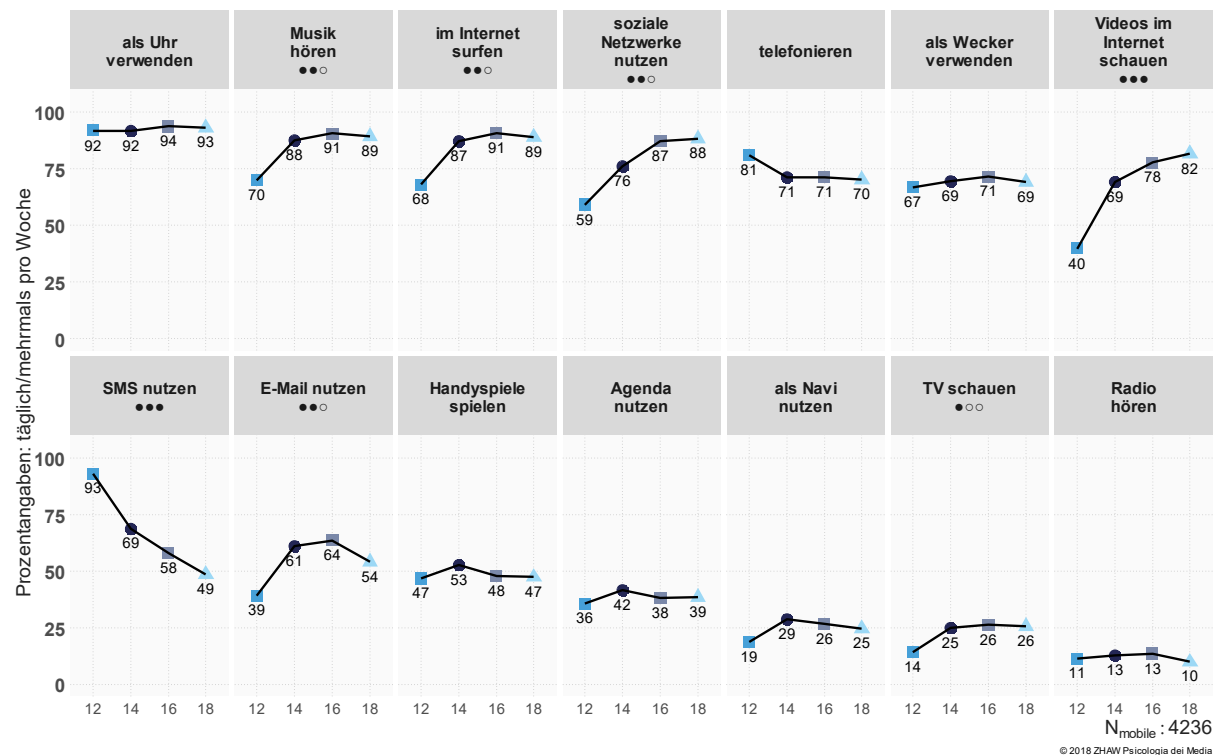 als Uhr
verwenden
Musik
hören
●●○
im Internet
surfen
●●○
soziale
Netzwerke
nutzen
●●○
telefonieren
als Wecker
verwenden
Videos im
Internet
schauen
●●●
Prozentangaben: täglich/mehrmals pro Woche
100
75
50
25
0
92 92 94 93
70 88 91 89
68 87 91 89
59 76 87 88
81 71 71 70
67 69 71 69
40 69 78 82
SMS nutzen
●●●
E-Mail nutzen
●●○
Handyspiele
spielen
Agenda
nutzen
als Navi
nutzen
TV schauen
●○○
Radio
hören
100
75
50
25
0
93 69 58 49
39 61 64 54
47 53 48 47
36 42 38 39
19 29 26 25
14 25 26 26
11 13 13 10
12 14 16 18 12 14 16 18 12 14 16 18 12 14 16 18 12 14 16 18 12 14 16 18 12 14 16 18
Nmobile : 4236
© 2018 ZHAW Psicologia dei Media